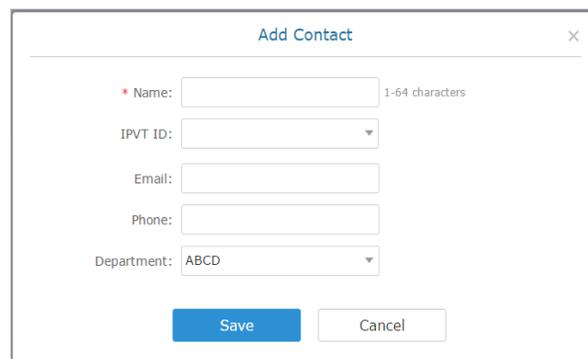 Add Contact
* Name: 1-64 characters
IPVT ID:
Email:
Phone:
Department: ABCD
Save Cancel